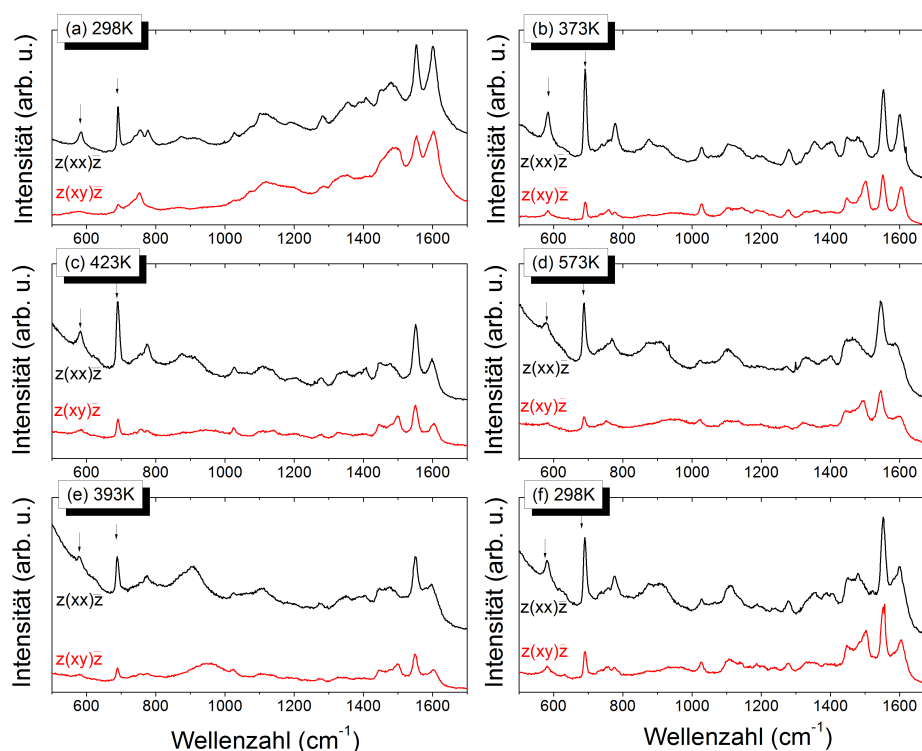 (a) 298K
Intensität (arb. u.)
z(xx)z̄
z(xy)z̄
600 800 1000 1200 1400 1600
(b) 373K
Intensität (arb. u.)
z(xx)z̄
z(xy)z̄
600 800 1000 1200 1400 1600
(c) 423K
Intensität (arb. u.)
z(xx)z̄
z(xy)z̄
600 800 1000 1200 1400 1600
(d) 573K
Intensität (arb. u.)
z(xx)z̄
z(xy)z̄
600 800 1000 1200 1400 1600
(e) 393K
Intensität (arb. u.)
z(xx)z̄
z(xy)z̄
600 800 1000 1200 1400 1600
Wellenzahl (cm⁻¹)
(f) 298K
Intensität (arb. u.)
z(xx)z̄
z(xy)z̄
600 800 1000 1200 1400 1600
Wellenzahl (cm⁻¹)